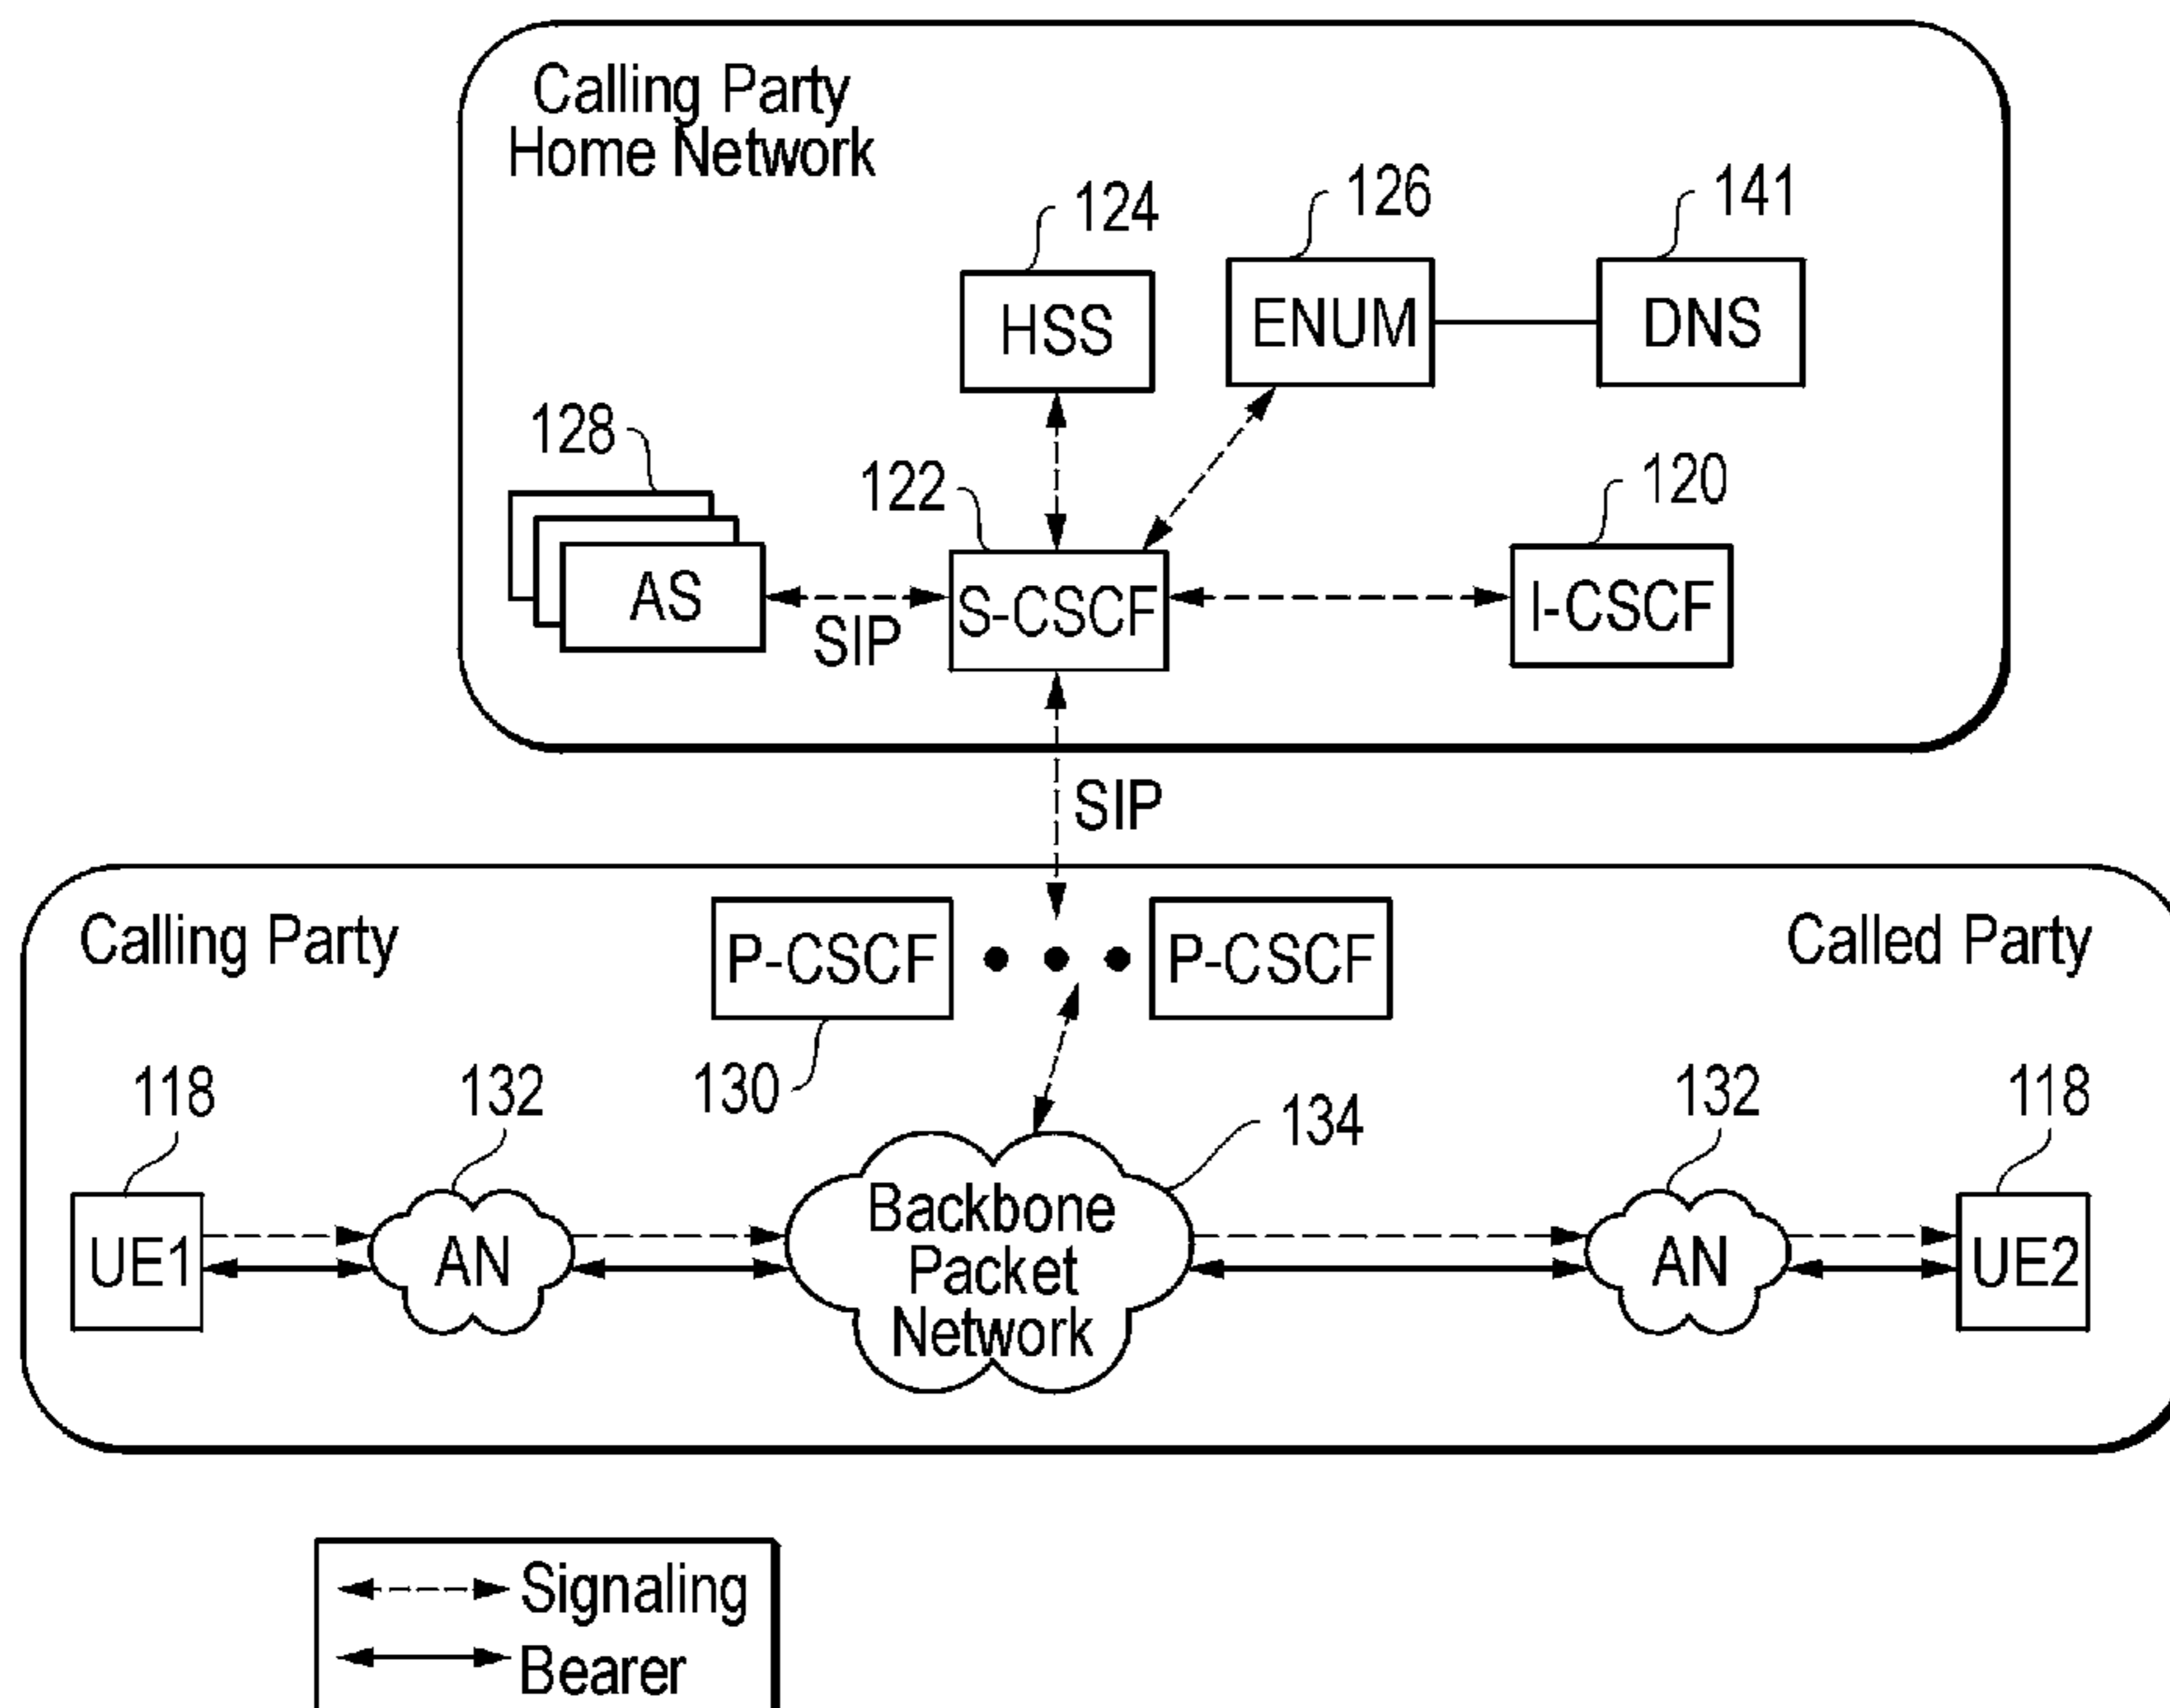 Calling Party
Home Network
124
126
141
HSS
ENUM
DNS
128
122
120
AS
SIP
S-CSCF
I-CSCF
SIP
Calling Party
P-CSCF
P-CSCF
Called Party
130
118
132
134
132
118
UE1
AN
Backbone
Packet
Network
AN
UE2
Signaling
Bearer